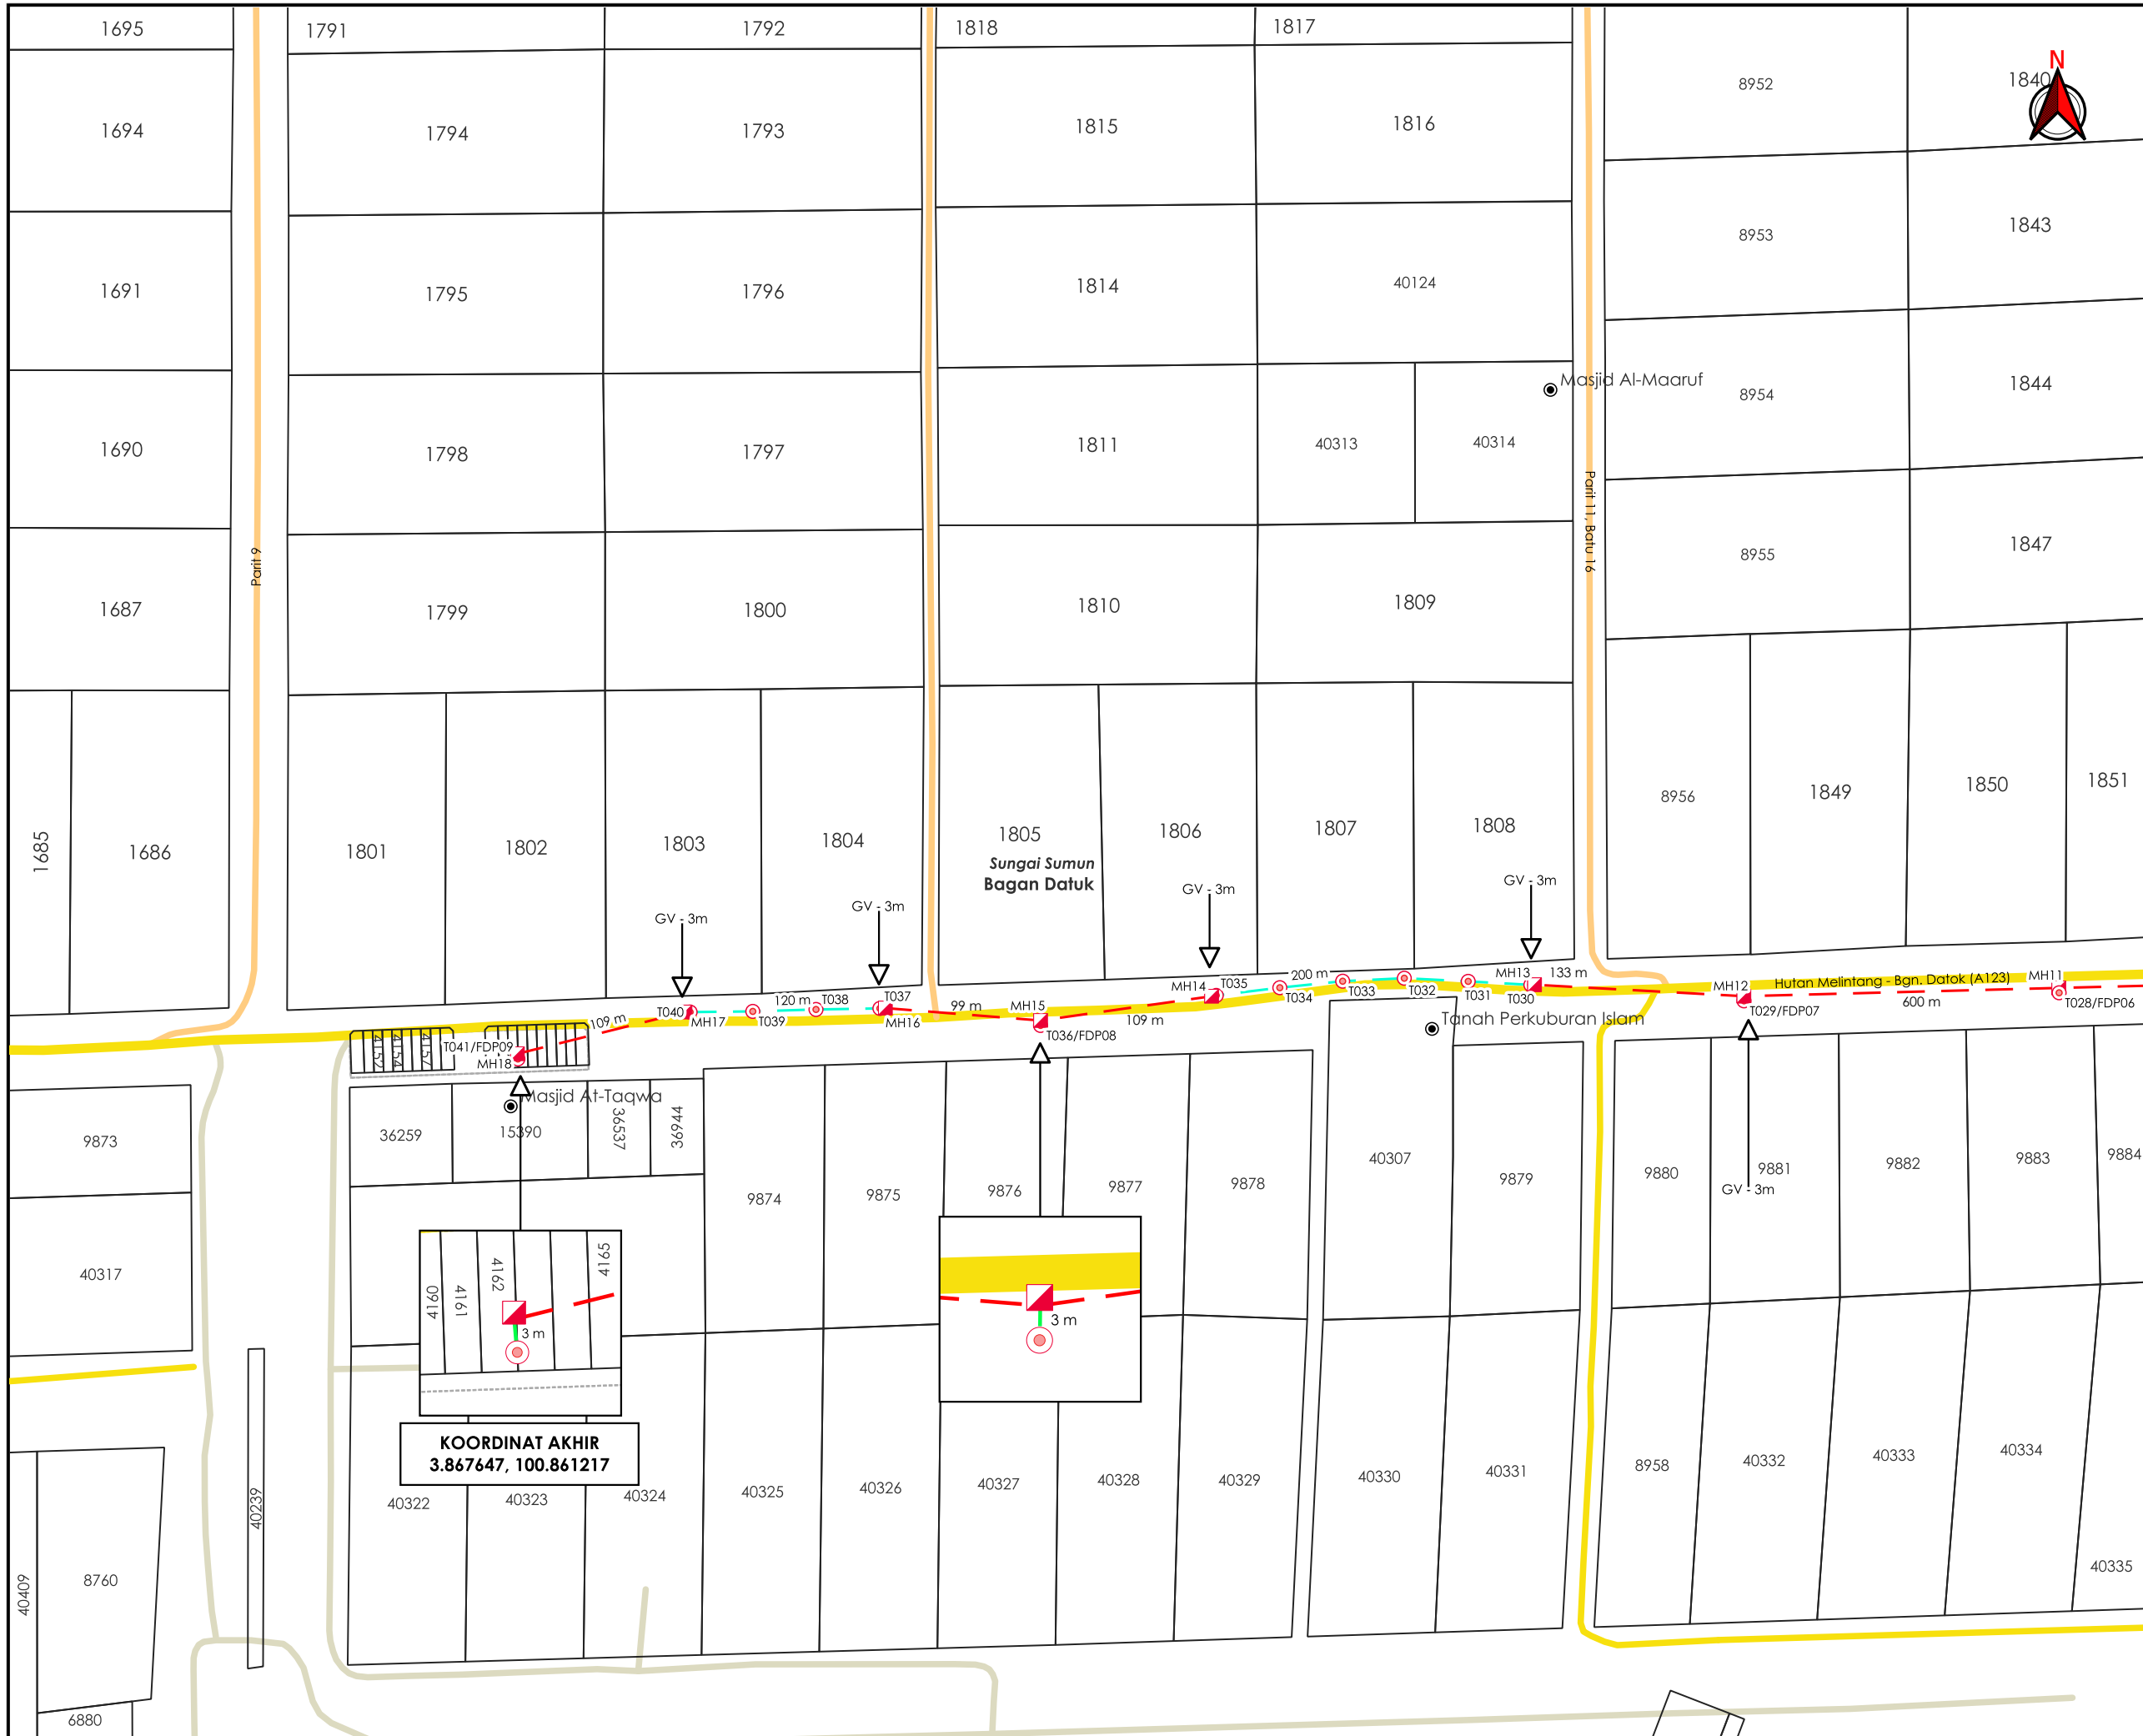 1695
1791
1792
1818
1817
8952
1840
N
1694
1794
1793
1815
1816
8953
1843
1691
1795
1796
1814
40124
Masjid Al-Maaruf
8954
1844
1690
1798
1797
1811
40313
40314
Parit 11, Batu 16
8955
1847
Parit 9
1687
1799
1800
1810
1809
1685
1686
1801
1802
1803
1804
1805
1806
1807
1808
8956
1849
1850
1851
Sungai Sumun
Bagan Datuk
GV - 3m
GV - 3m
GV - 3m
GV - 3m
109 m
T040
MH17
120 m
T039
T038
T037
MH16
99 m
MH15
T036/FDP08
109 m
MH14
T035
200 m
T034
T033
T032
T031
MH13
T030
133 m
MH12
T029/FDP07
Hutan Melintang - Bgn. Datok (A123)
600 m
MH11
T028/FDP06
4152
4154
4157
T041/FDP09
MH18
Masjid At-Taqwa
Tanah Perkuburan Islam
9873
36259
15390
36537
36944
9874
9875
9876
9877
9878
40307
9879
9880
9881
GV - 3m
9882
9883
9884
40317
4160
4161
4162
4165
3 m
3 m
KOORDINAT AKHIR
3.867647, 100.861217
40322
40323
40324
40325
40326
40327
40328
40329
40330
40331
8958
40332
40333
40334
40335
40239
40409
8760
6880